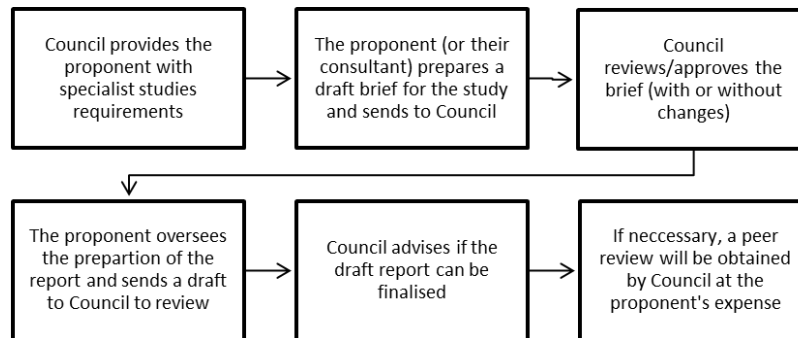 Council provides the
proponent with
specialist studies
requirements
The proponent (or their
consultant) prepares a
draft brief for the study
and sends to Council
Council
reviews/approves the
brief (with or without
changes)
The proponent oversees
the prepartion of the
report and sends a draft
to Council to review
Council advises if the
draft report can be
finalised
If neccessary, a peer
review will be obtained
by Council at the
proponent's expense